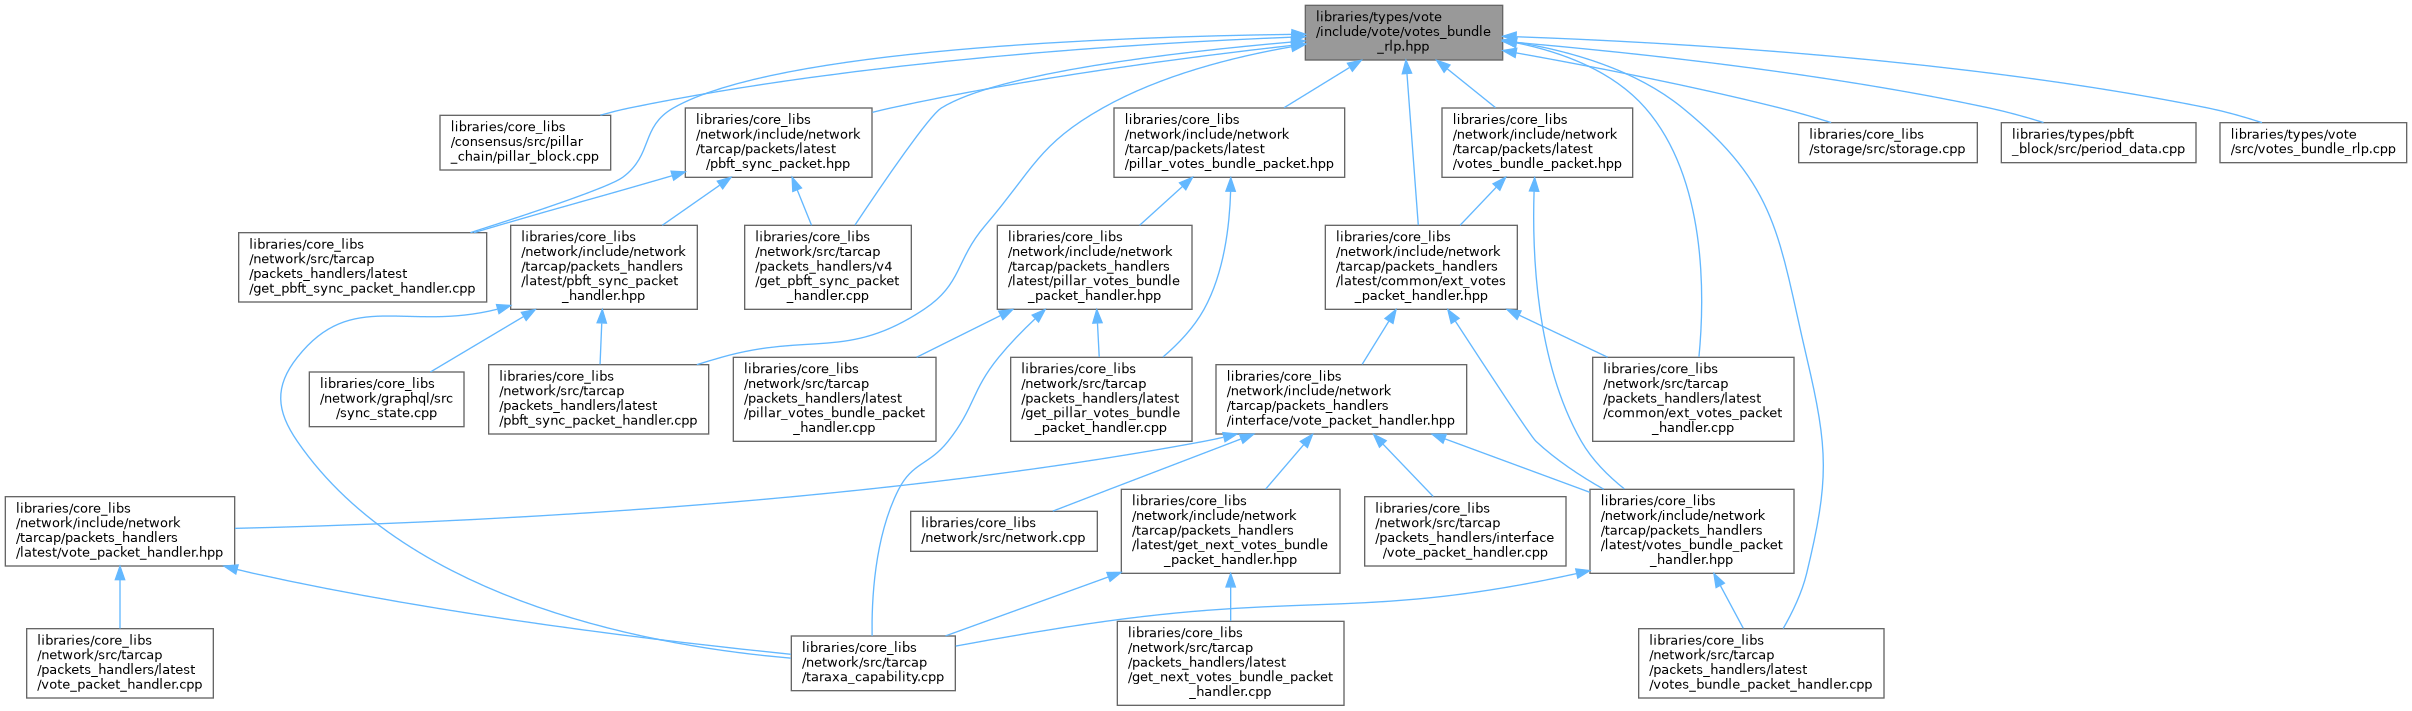 libraries/types/vote
/include/vote/votes_bundle
_rlp.hpp
libraries/core_libs
/consensus/src/pillar
_chain/pillar_block.cpp
libraries/core_libs
/network/include/network
/tarcap/packets/latest
/pbft_sync_packet.hpp
libraries/core_libs
/network/include/network
/tarcap/packets/latest
/pillar_votes_bundle_packet.hpp
libraries/core_libs
/network/include/network
/tarcap/packets/latest
/votes_bundle_packet.hpp
libraries/core_libs
/storage/src/storage.cpp
libraries/types/pbft
_block/src/period_data.cpp
libraries/types/vote
/src/votes_bundle_rlp.cpp
libraries/core_libs
/network/src/tarcap
/packets_handlers/latest
/get_pbft_sync_packet_handler.cpp
libraries/core_libs
/network/include/network
/tarcap/packets_handlers
/latest/pbft_sync_packet
_handler.hpp
libraries/core_libs
/network/src/tarcap
/packets_handlers/v4
/get_pbft_sync_packet
_handler.cpp
libraries/core_libs
/network/include/network
/tarcap/packets_handlers
/latest/pillar_votes_bundle
_packet_handler.hpp
libraries/core_libs
/network/include/network
/tarcap/packets_handlers
/latest/common/ext_votes
_packet_handler.hpp
libraries/core_libs
/network/graphql/src
/sync_state.cpp
libraries/core_libs
/network/src/tarcap
/packets_handlers/latest
/pbft_sync_packet_handler.cpp
libraries/core_libs
/network/src/tarcap
/packets_handlers/latest
/pillar_votes_bundle_packet
_handler.cpp
libraries/core_libs
/network/src/tarcap
/packets_handlers/latest
/get_pillar_votes_bundle
_packet_handler.cpp
libraries/core_libs
/network/include/network
/tarcap/packets_handlers
/interface/vote_packet_handler.hpp
libraries/core_libs
/network/src/tarcap
/packets_handlers/latest
/common/ext_votes_packet
_handler.cpp
libraries/core_libs
/network/include/network
/tarcap/packets_handlers
/latest/vote_packet_handler.hpp
libraries/core_libs
/network/src/network.cpp
libraries/core_libs
/network/include/network
/tarcap/packets_handlers
/latest/get_next_votes_bundle
_packet_handler.hpp
libraries/core_libs
/network/src/tarcap
/packets_handlers/interface
/vote_packet_handler.cpp
libraries/core_libs
/network/include/network
/tarcap/packets_handlers
/latest/votes_bundle_packet
_handler.hpp
libraries/core_libs
/network/src/tarcap
/packets_handlers/latest
/vote_packet_handler.cpp
libraries/core_libs
/network/src/tarcap
/taraxa_capability.cpp
libraries/core_libs
/network/src/tarcap
/packets_handlers/latest
/get_next_votes_bundle_packet
_handler.cpp
libraries/core_libs
/network/src/tarcap
/packets_handlers/latest
/votes_bundle_packet_handler.cpp